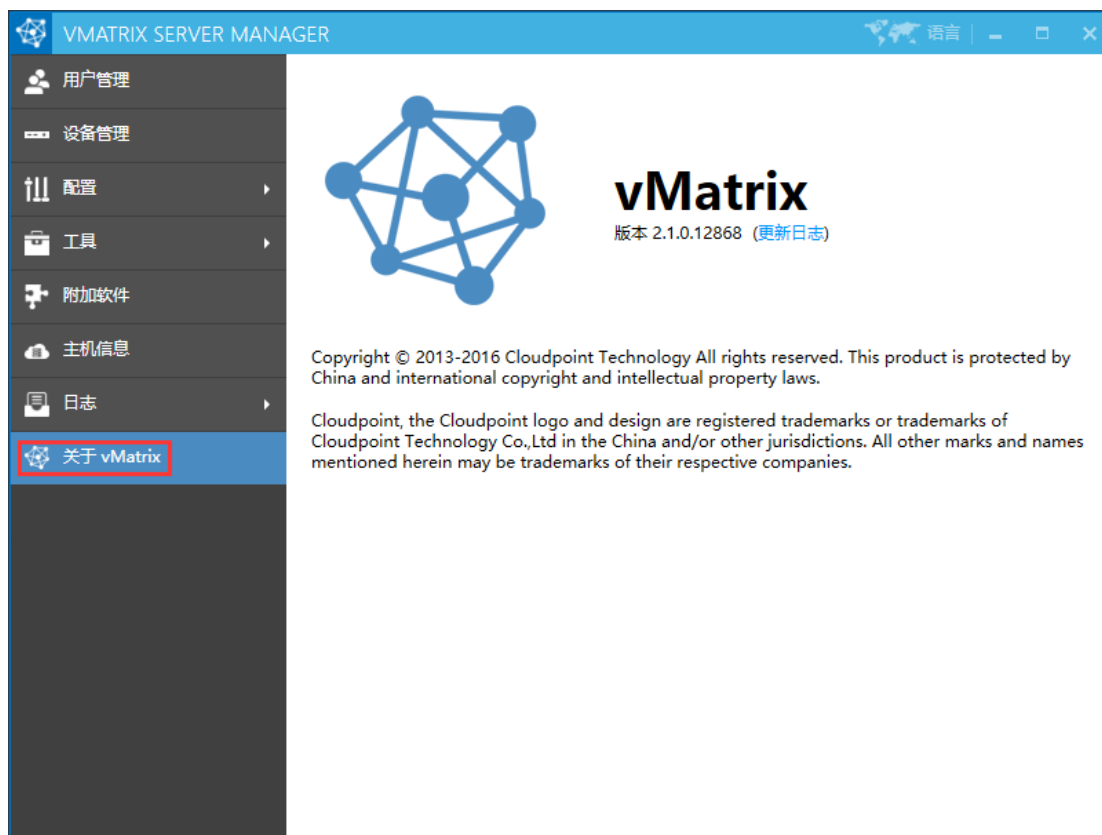 VMATRIX SERVER MANAGER
语言
用户管理
设备管理
配置
工具
附加软件
主机信息
日志
关于 vMatrix
vMatrix
版本 2.1.0.12868 (更新日志)
Copyright © 2013-2016 Cloudpoint Technology All rights reserved. This product is protected by
China and international copyright and intellectual property laws.
Cloudpoint, the Cloudpoint logo and design are registered trademarks or trademarks of
Cloudpoint Technology Co.,Ltd in the China and/or other jurisdictions. All other marks and names
mentioned herein may be trademarks of their respective companies.